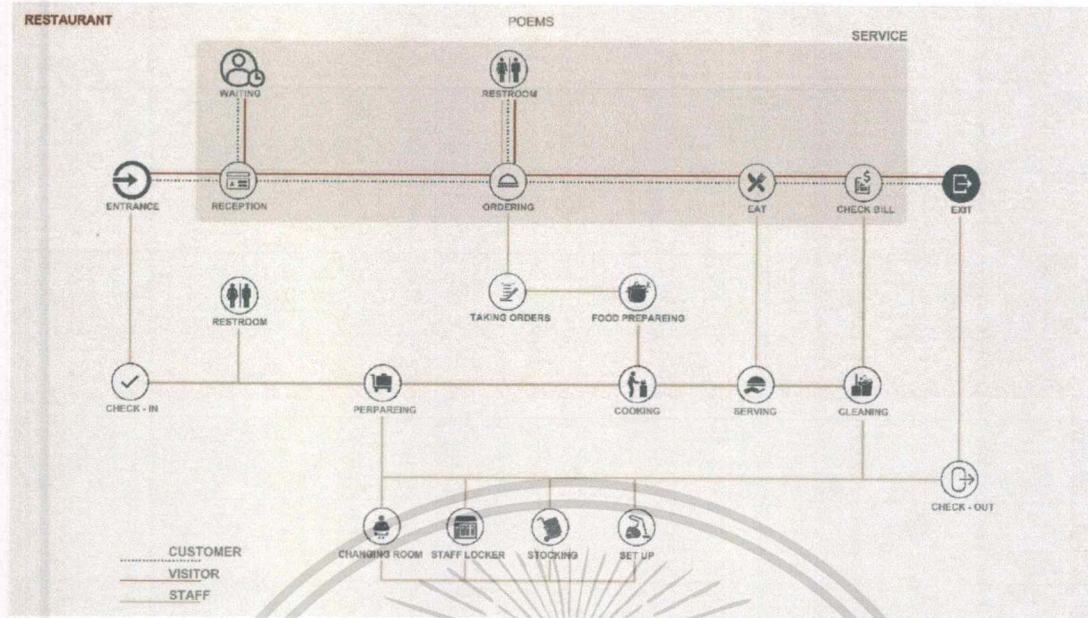 RESTAURANT
POEMS
SERVICE
WAITING
RESTROOM
ENTRANCE
RECEPTION
ORDERING
EAT
CHECK BILL
EXIT
RESTROOM
TAKING ORDERS
FOOD PREPAREING
CHECK - IN
PERPAREING
COOKING
SERVING
CLEANING
CHECK - OUT
CHANGING ROOM
STAFF LOCKER
STOCKING
SET UP
CUSTOMER
VISITOR
STAFF